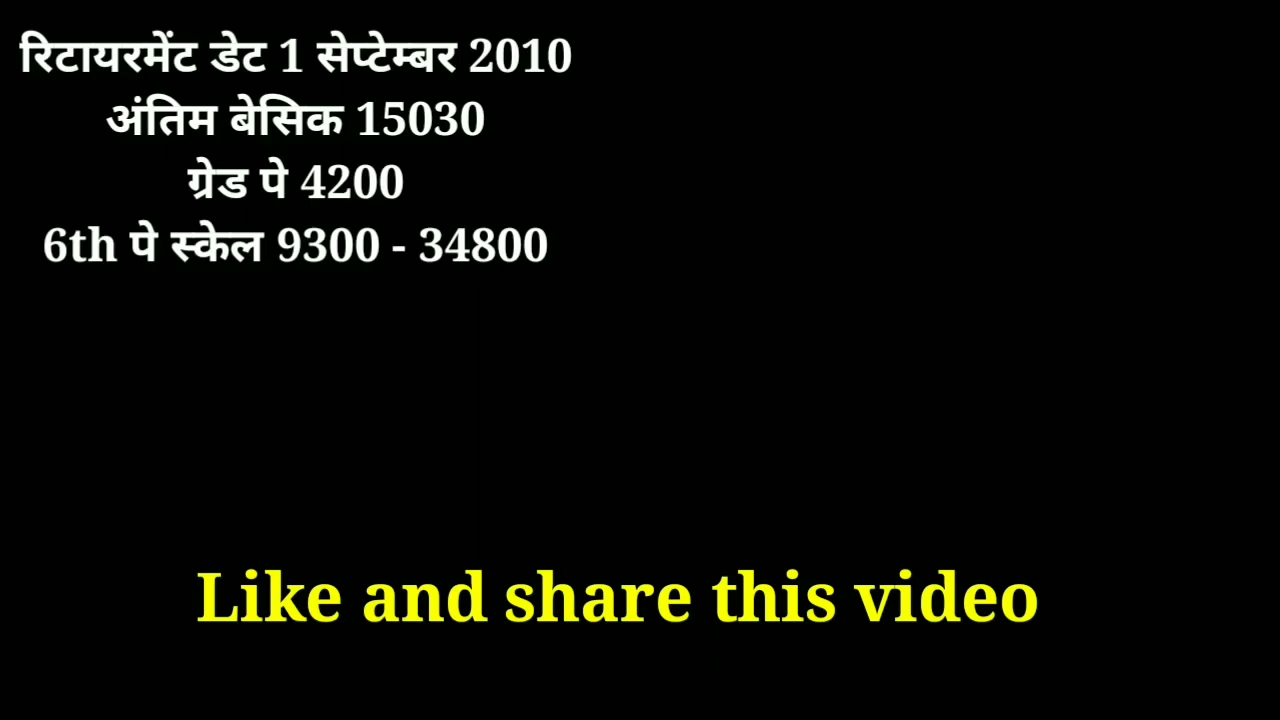 रिटायरमेंट डेट 1 सेप्टेम्बर 2010
अंतिम बेसिक 15030
ग्रेड पे 4200
6th पे स्केल 9300 - 34800
Like and share this video